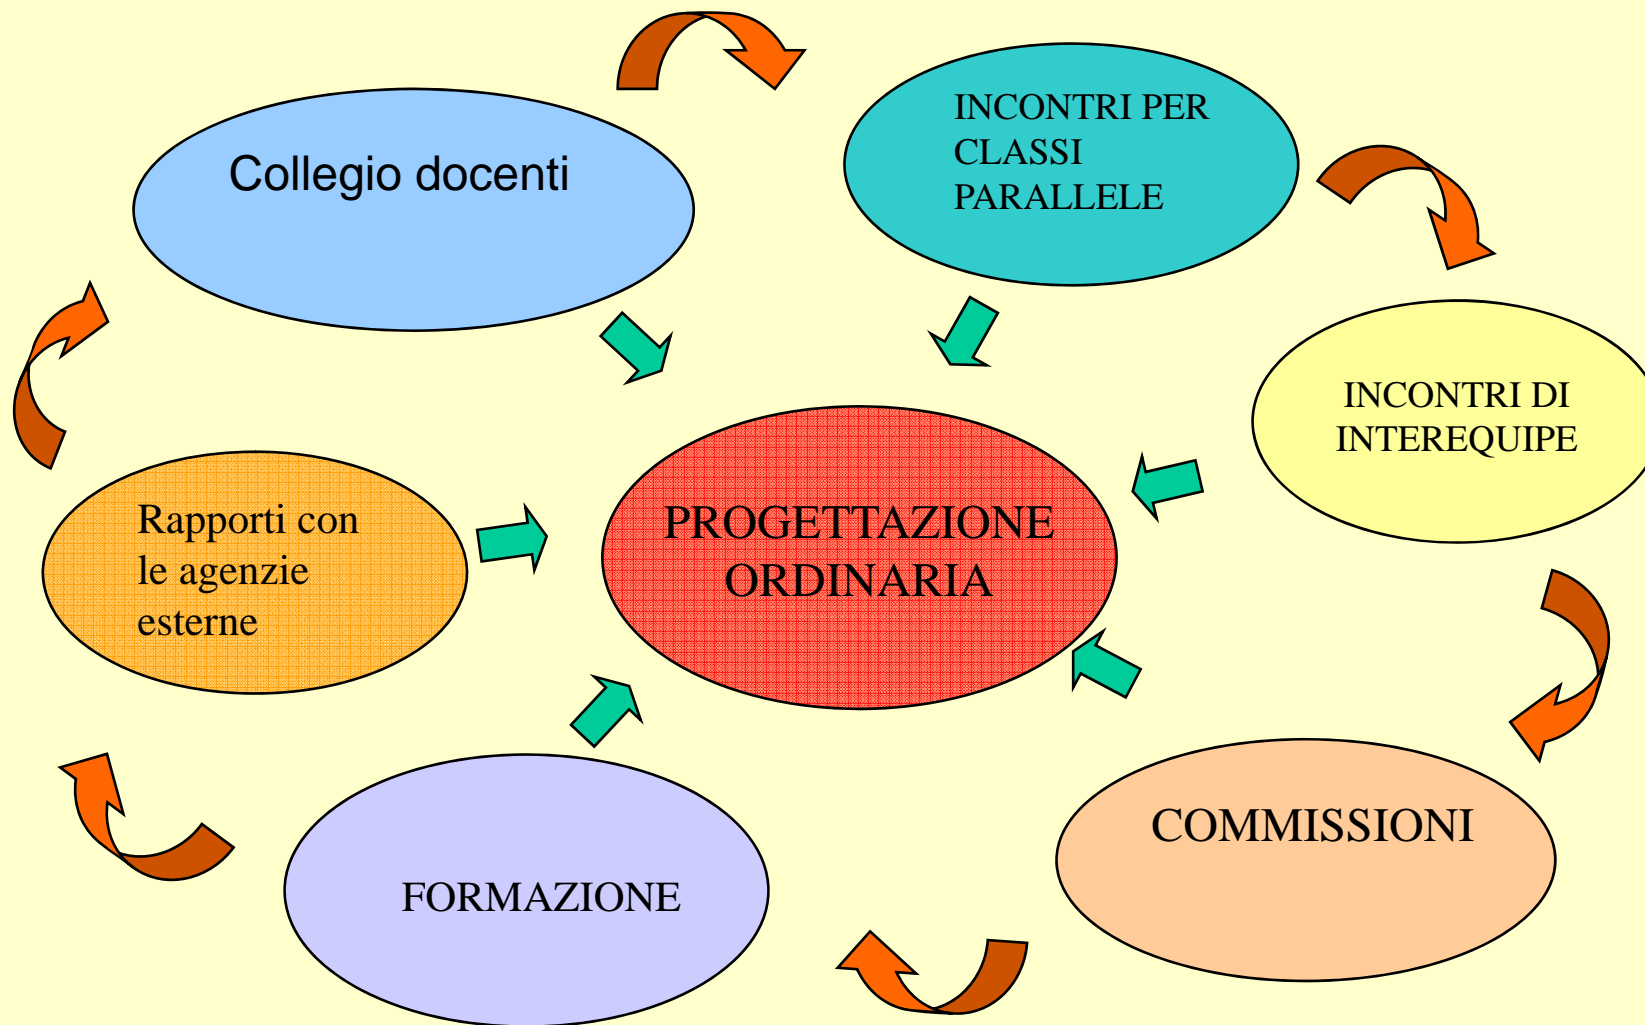 Collegio docenti
INCONTRI PER
CLASSI
PARALLELE
INCONTRI DI
INTEREQUIPE
Rapporti con
le agenzie
esterne
PROGETTAZIONE
ORDINARIA
COMMISSIONI
FORMAZIONE